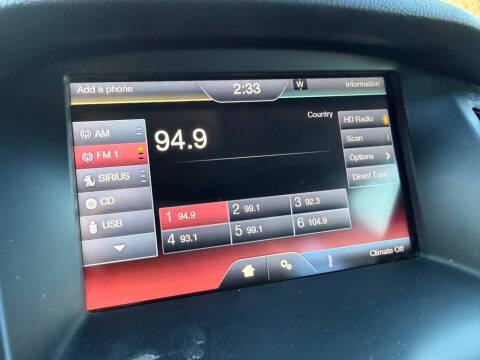 Add a phone
2:33
W
Information
Country
AM
FM 1
SIRIUS
CD
USB
94.9
HD Radio
Scan
Options
Direct Tune
1 94.9
2 99.1
3 92.3
4 93.1
5 99.1
6 104.9
Climate Off